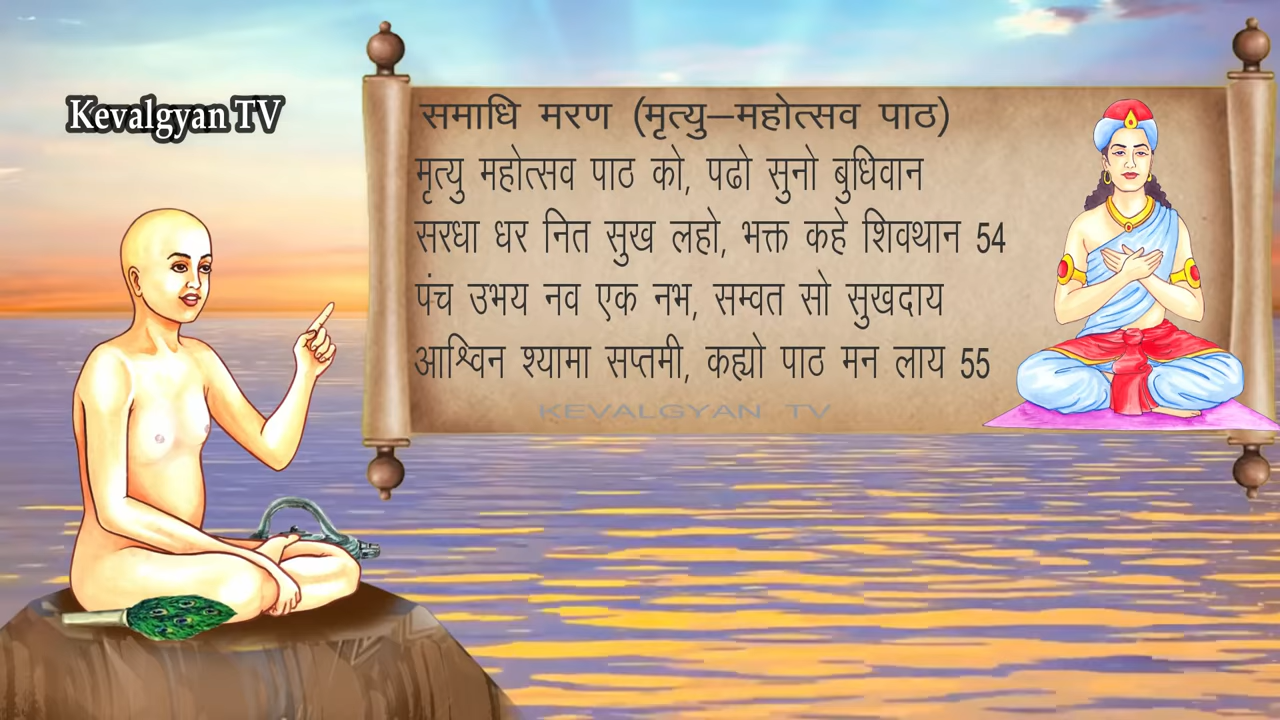 Kevalgyan TV
समाधि मरण (मृत्यु–महोत्सव पाठ)
मृत्यु महोत्सव पाठ को, पढो सुनो बुधिवान
सरधा धर नित सुख लहो, भक्त कहे शिवथान 54
पंच उभय नव एक नभ, सम्वत सो सुखदाय
आश्विन श्यामा सप्तमी, कह्यो पाठ मन लाय 55
KEVALGYAN TV